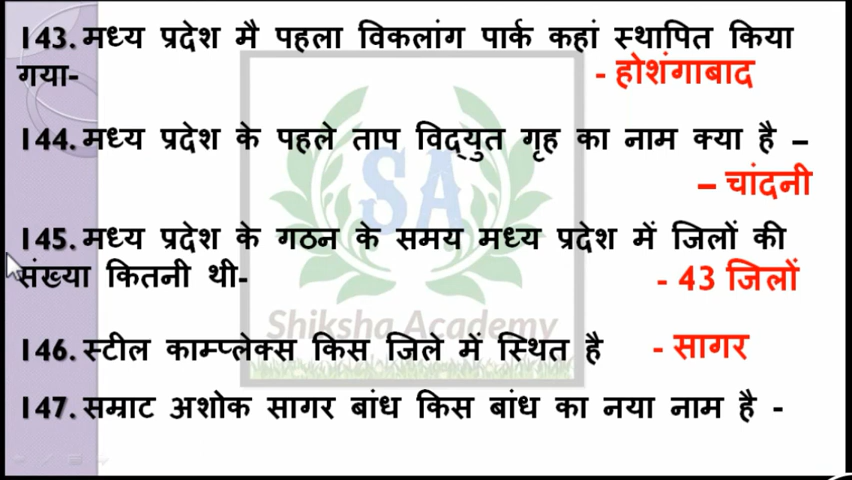 143. मध्य प्रदेश मै पहला विकलांग पार्क कहां स्थापित किया
गया-
- होशंगाबाद
144. मध्य प्रदेश के पहले ताप विद्युत गृह का नाम क्या है –
– चांदनी
145. मध्य प्रदेश के गठन के समय मध्य प्रदेश में जिलों की
संख्या कितनी थी-
- 43 जिलों
SA
Shiksha Academy
146. स्टील काम्प्लेक्स किस जिले में स्थित है
- सागर
147. सम्राट अशोक सागर बांध किस बांध का नया नाम है -